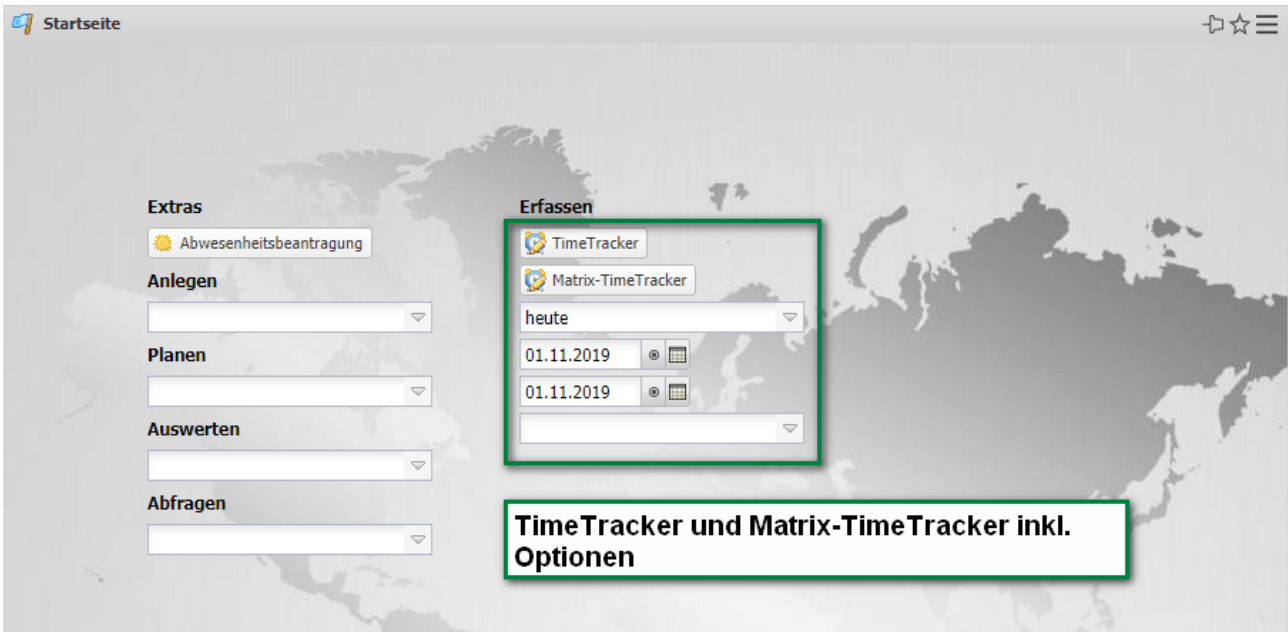 Startseite
Extras
Abwesenheitsbeantragung
Anlegen
Planen
Auswerten
Abfragen
Erfassen
TimeTracker
Matrix-TimeTracker
heute
01.11.2019
01.11.2019
TimeTracker und Matrix-TimeTracker inkl.
Optionen